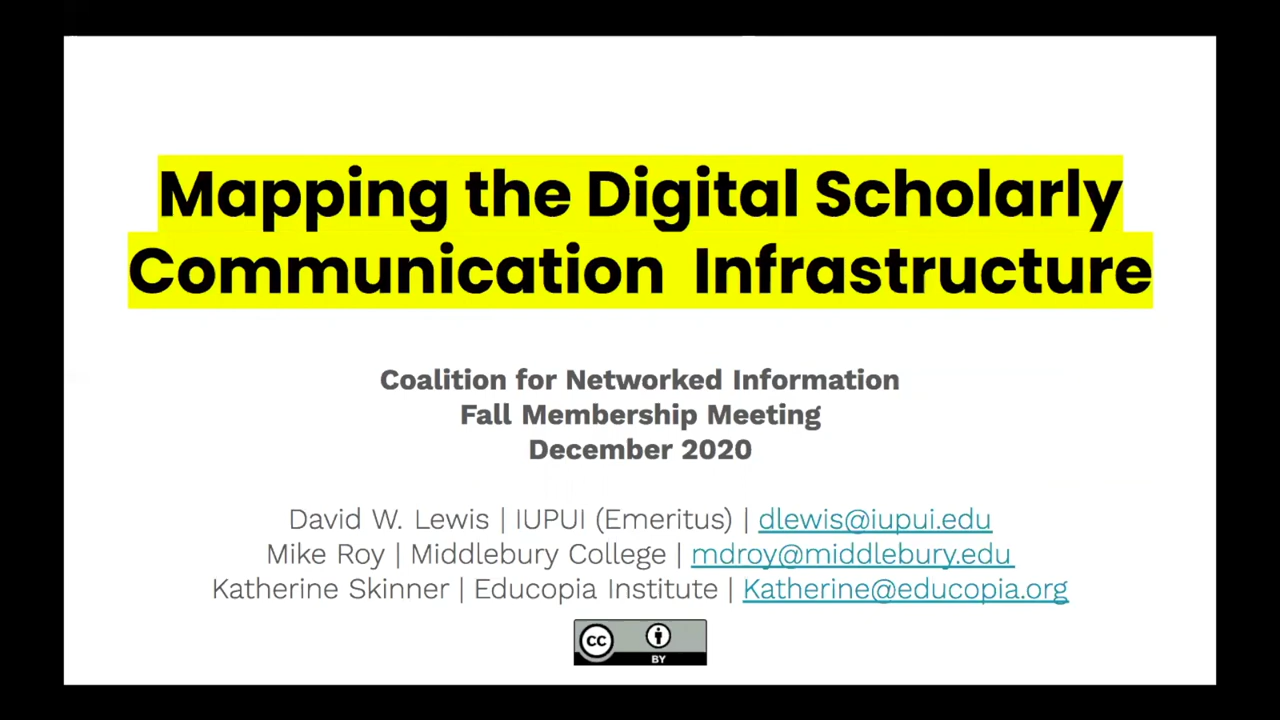 Mapping the Digital Scholarly
Communication Infrastructure
Coalition for Networked Information
Fall Membership Meeting
December 2020
David W. Lewis | IUPUI (Emeritus) | dlewis@iupui.edu
Mike Roy | Middlebury College | mdroy@middlebury.edu
Katherine Skinner | Educopia Institute | Katherine@educopia.org
CC
BY